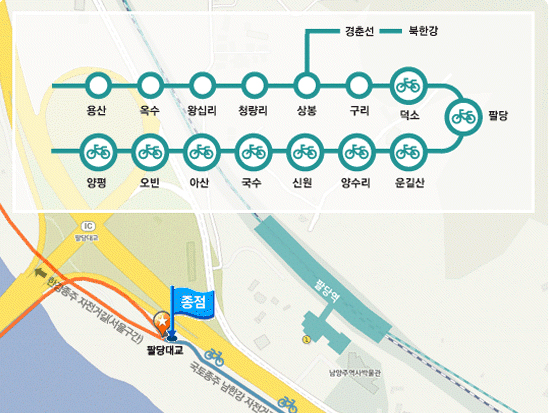 경춘선 북한강
용산 옥수 왕십리 청량리 상봉 구리 덕소
팔당
양평 오빈 아산 국수 신원 양수리 운길산
IC
팔당대교
종점
팔당역
한강종주 자전거길(서울구간)
팔당대교
1
국토종주 남한강 자전거
남양주역사박물관